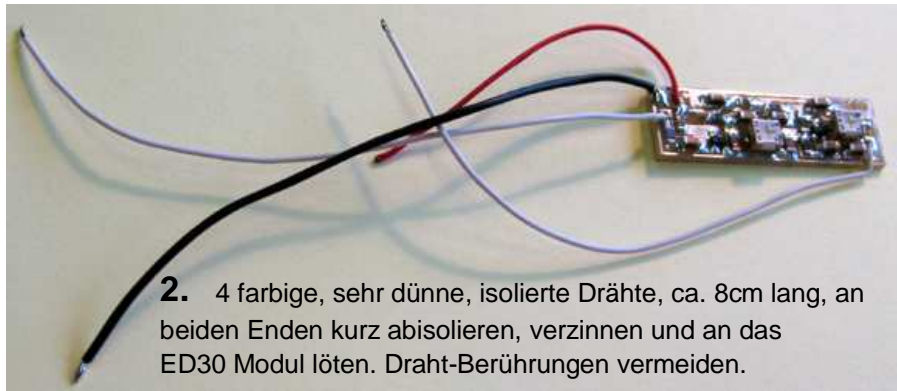 2. 4 farbige, sehr dünne, isolierte Drähte, ca. 8cm lang, an
beiden Enden kurz abisolieren, verzinnen und an das
ED30 Modul löten. Draht-Berührungen vermeiden.